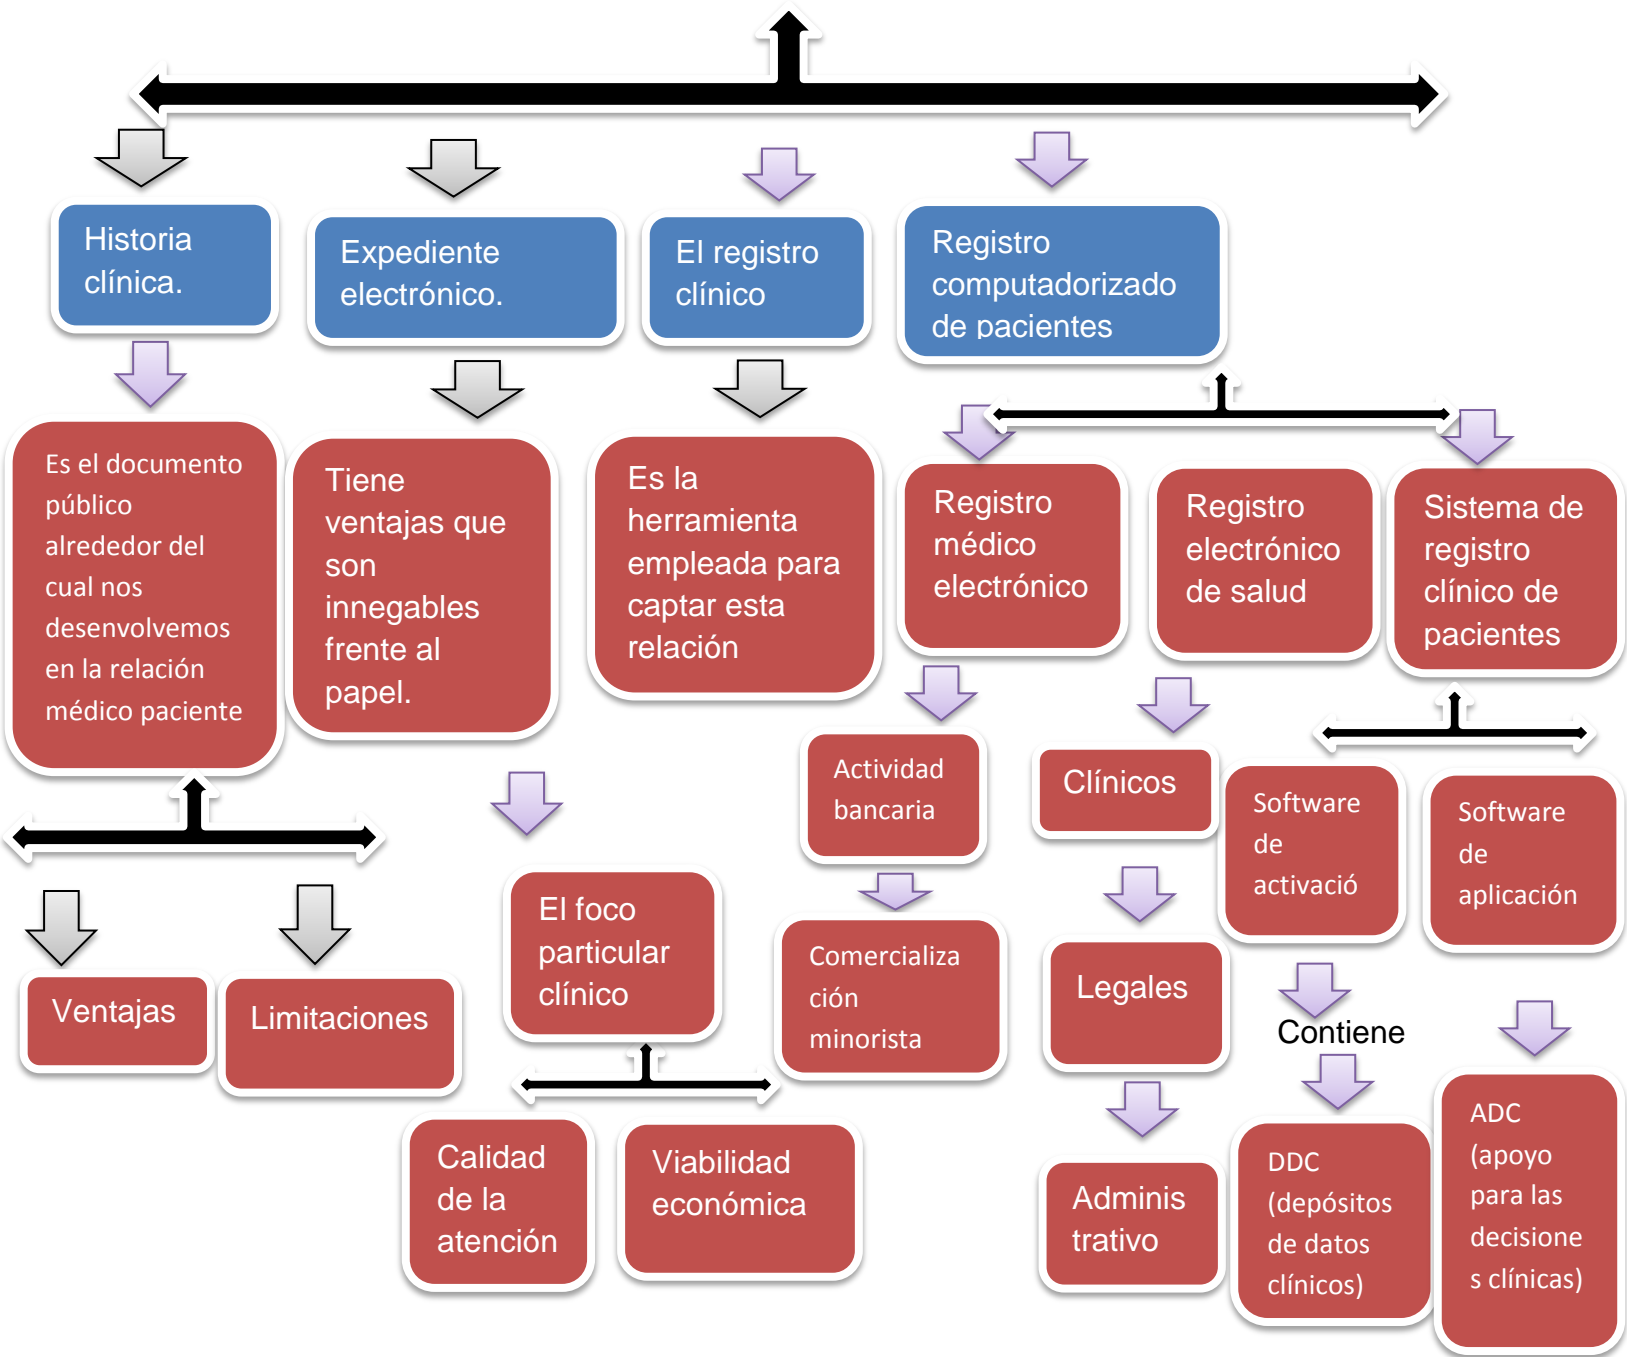 Historia
clínica.
Expediente
electrónico.
El registro
clínico
Registro
computadorizado
de pacientes
Es el documento
público
alrededor del
cual nos
desenvolvemos
en la relación
médico paciente
Tiene
ventajas que
son
innegables
frente al
papel.
Es la
herramienta
empleada para
captar esta
relación
Registro
médico
electrónico
Registro
electrónico
de salud
Sistema de
registro
clínico de
pacientes
Ventajas
Limitaciones
El foco
particular
clínico
Calidad
de la
atención
Viabilidad
económica
Actividad
bancaria
Comercializa
ción
minorista
Clínicos
Legales
Adminis
trativo
Software
de
activació
Contiene
DDC
(depósitos
de datos
clínicos)
Software
de
aplicación
ADC
(apoyo
para las
decisione
s clínicas)